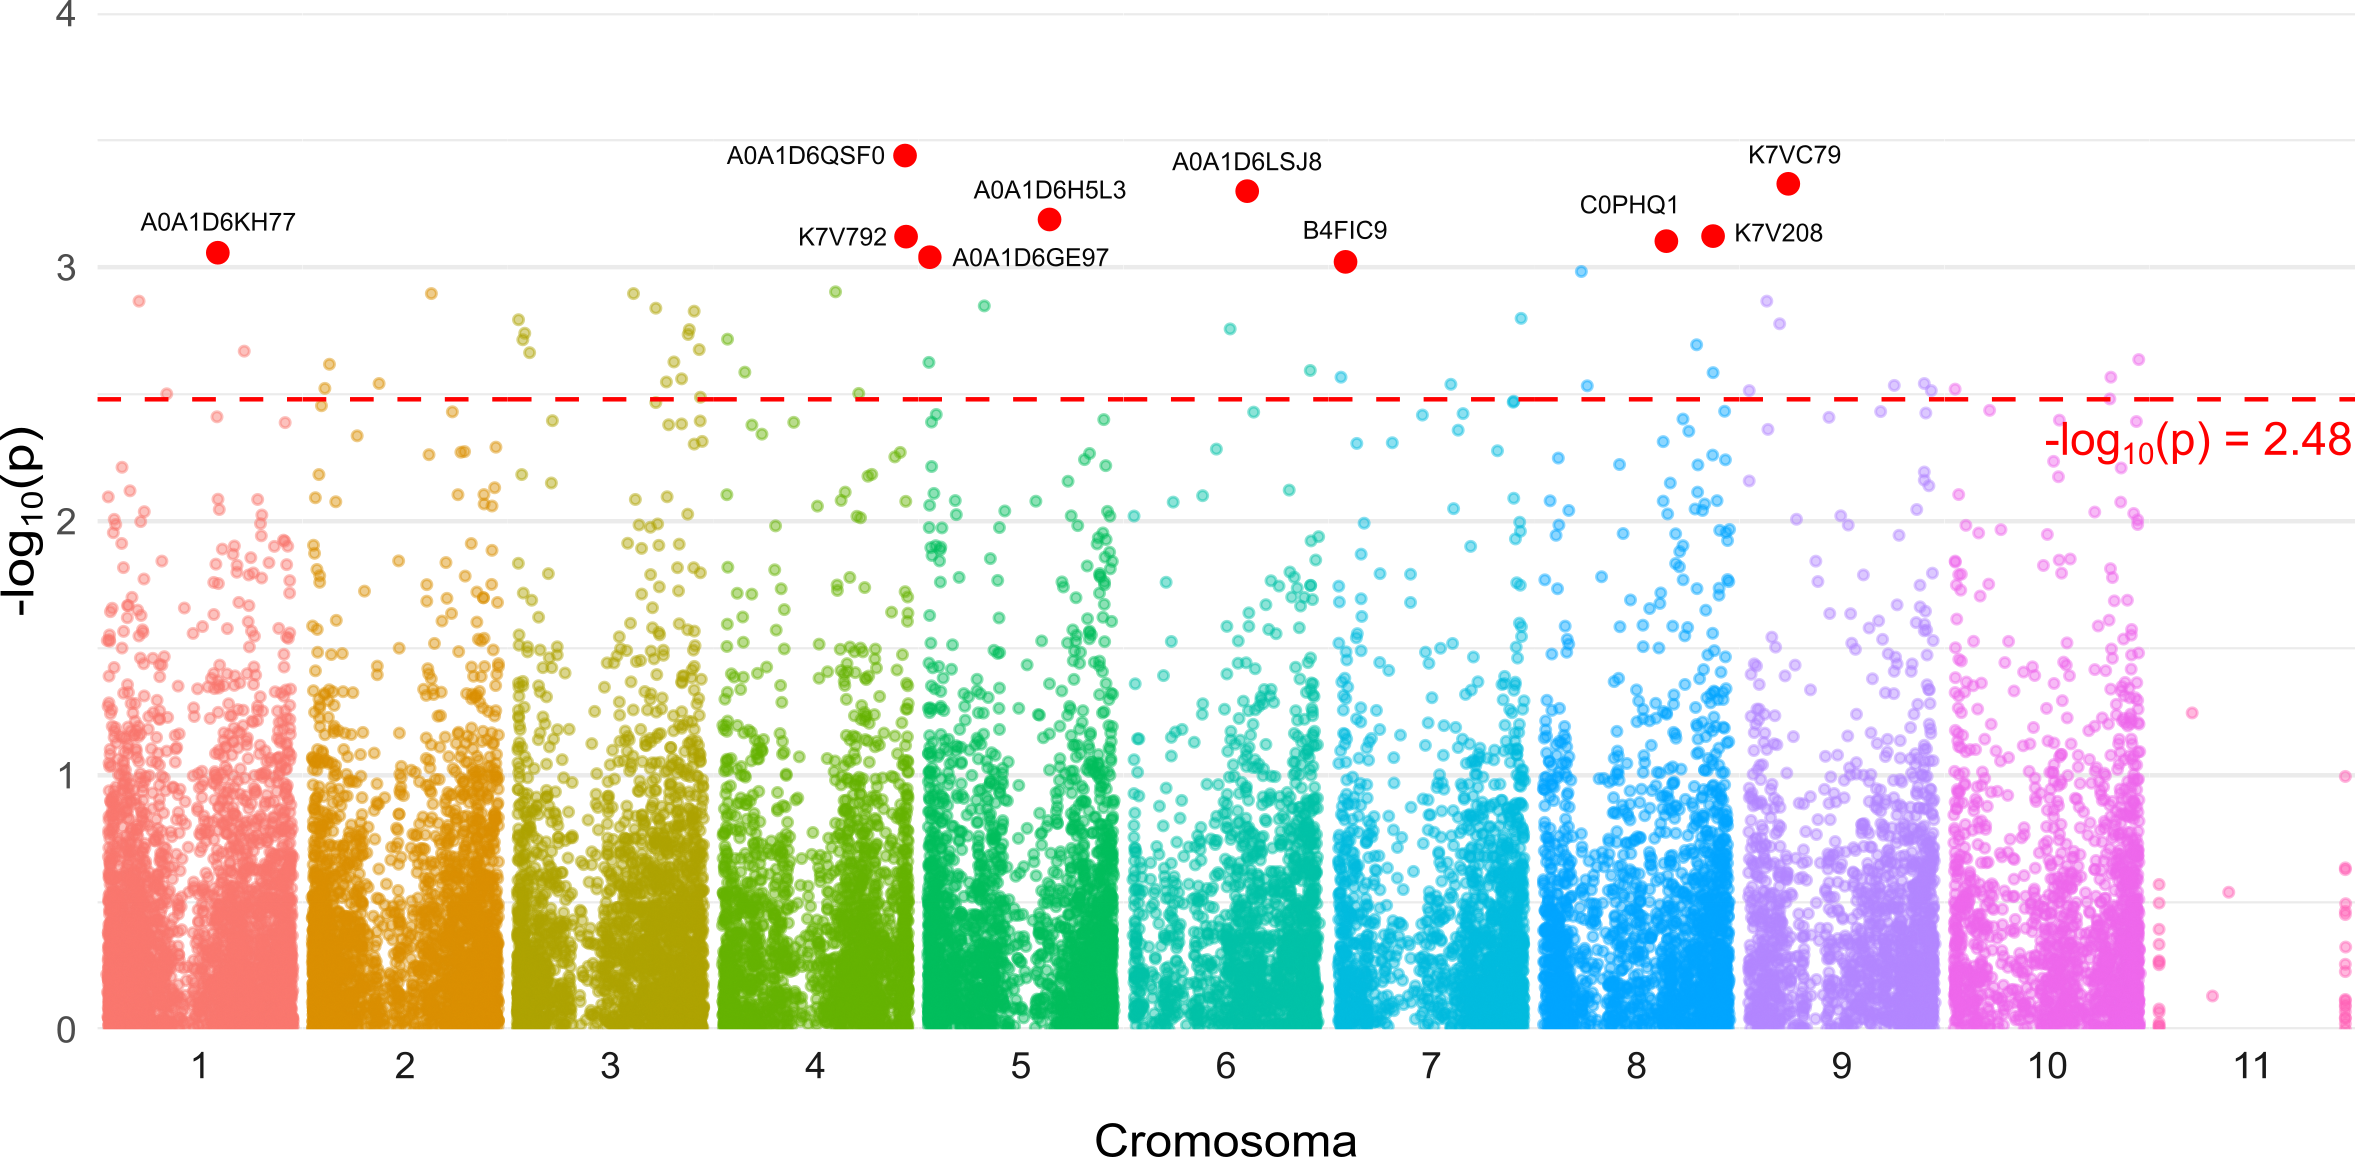 4
A0A1D6QSF0
K7VC79
A0A1D6LSJ8
A0A1D6H5L3
C0PHQ1
A0A1D6KH77
B4FIC9
K7V208
K7V792
A0A1D6GE97
3
-log₁₀(p) = 2.48
2
-log₁₀(p)
1
0
1 2 3 4 5 6 7 8 9 10 11
Cromosoma